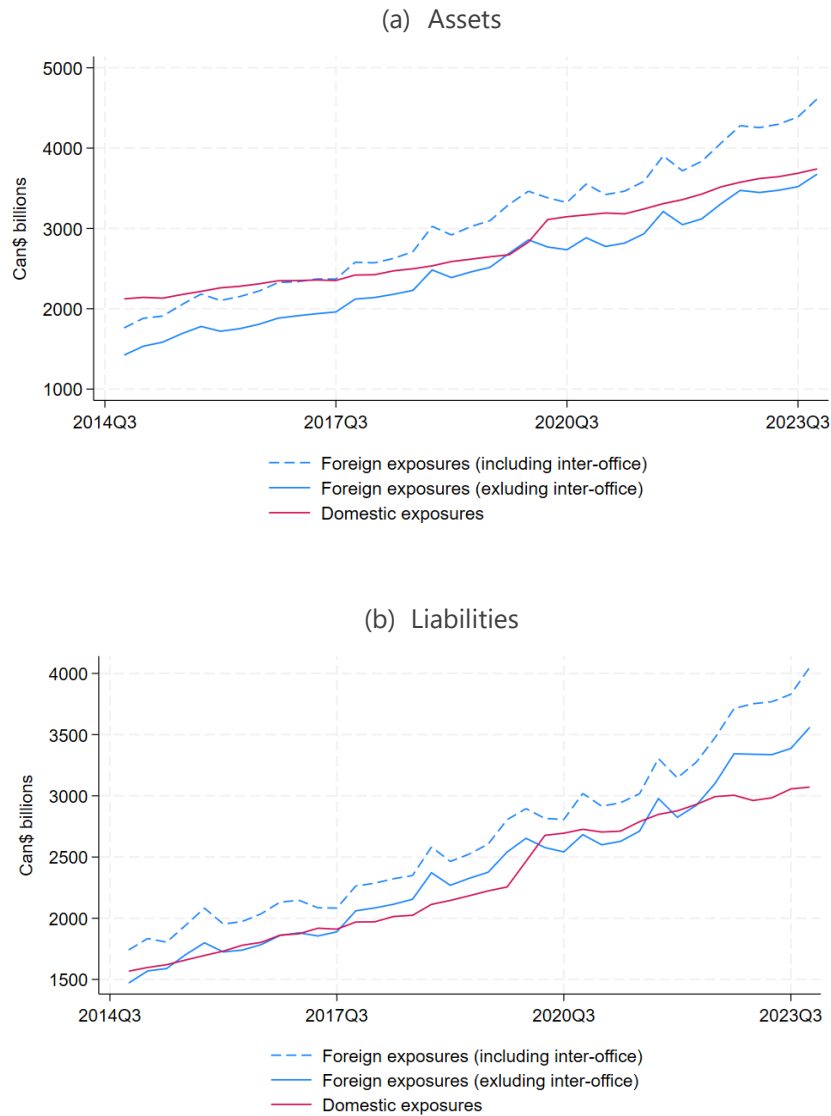 (a) Assets
5000
4000
3000
2000
1000
Can$ billions
2014Q3 2017Q3 2020Q3 2023Q3
Foreign exposures (including inter-office)
Foreign exposures (exluding inter-office)
Domestic exposures
(b) Liabilities
4000
3500
3000
2500
2000
1500
Can$ billions
2014Q3 2017Q3 2020Q3 2023Q3
Foreign exposures (including inter-office)
Foreign exposures (exluding inter-office)
Domestic exposures